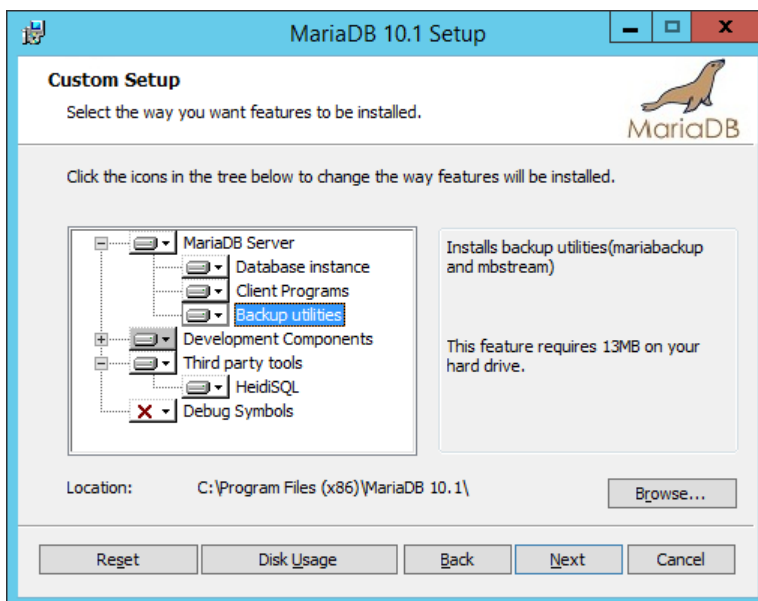 MariaDB 10.1 Setup
Custom Setup
Select the way you want features to be installed.
MariaDB
Click the icons in the tree below to change the way features will be installed.
MariaDB Server
Database instance
Client Programs
Backup utilities
Development Components
Third party tools
HeidiSQL
Debug Symbols
Installs backup utilities(mariabackup
and mbstream)
This feature requires 13MB on your
hard drive.
Location: C:\Program Files (x86)\MariaDB 10.1\
Browse...
Reset Disk Usage Back Next Cancel